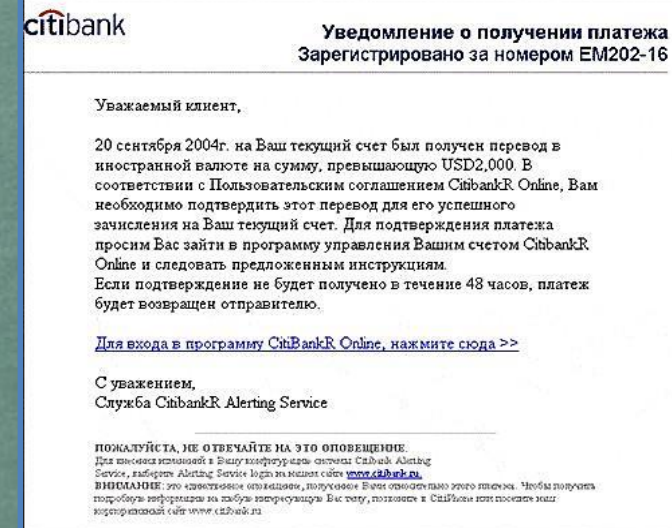 citibank
Уведомление о получении платежа
Зарегистрировано за номером EM202-16
Уважаемый клиент,
20 сентября 2004г. на Ваш текущий счет был получен перевод в
иностранной валюте на сумму, превышающую USD2,000. В
соответствии с Пользовательским соглашением CitibankR Online, Вам
необходимо подтвердить этот перевод для его успешного
зачисления на Ваш текущий счет. Для подтверждения платежа
просим Вас зайти в программу управления Вашим счетом CitibankR
Online и следовать предложенным инструкциям.
Если подтверждение не будет получено в течение 48 часов, платеж
будет возвращен отправителю.
Для входа в программу CitiBankR Online, нажмите сюда >>
С уважением,
Служба CitibankR Alerting Service
ПОЖАЛУЙСТА, НЕ ОТВЕЧАЙТЕ НА ЭТО ОПОВЕЩЕНИЕ.
Для внесения изменений в Вашу конфигурацию системы Citibank Alerting
Service, выберите Alerting Service login на нашем сайте www.citibank.ru.
ВНИМАНИЕ: это единственное оповещение, полученное Вами относительно этого платежа. Чтобы получить
подробную информацию на любую интересующую Вас тему, позвоните в CitiPhone или посетите наш
корпоративный сайт www.citibank.ru